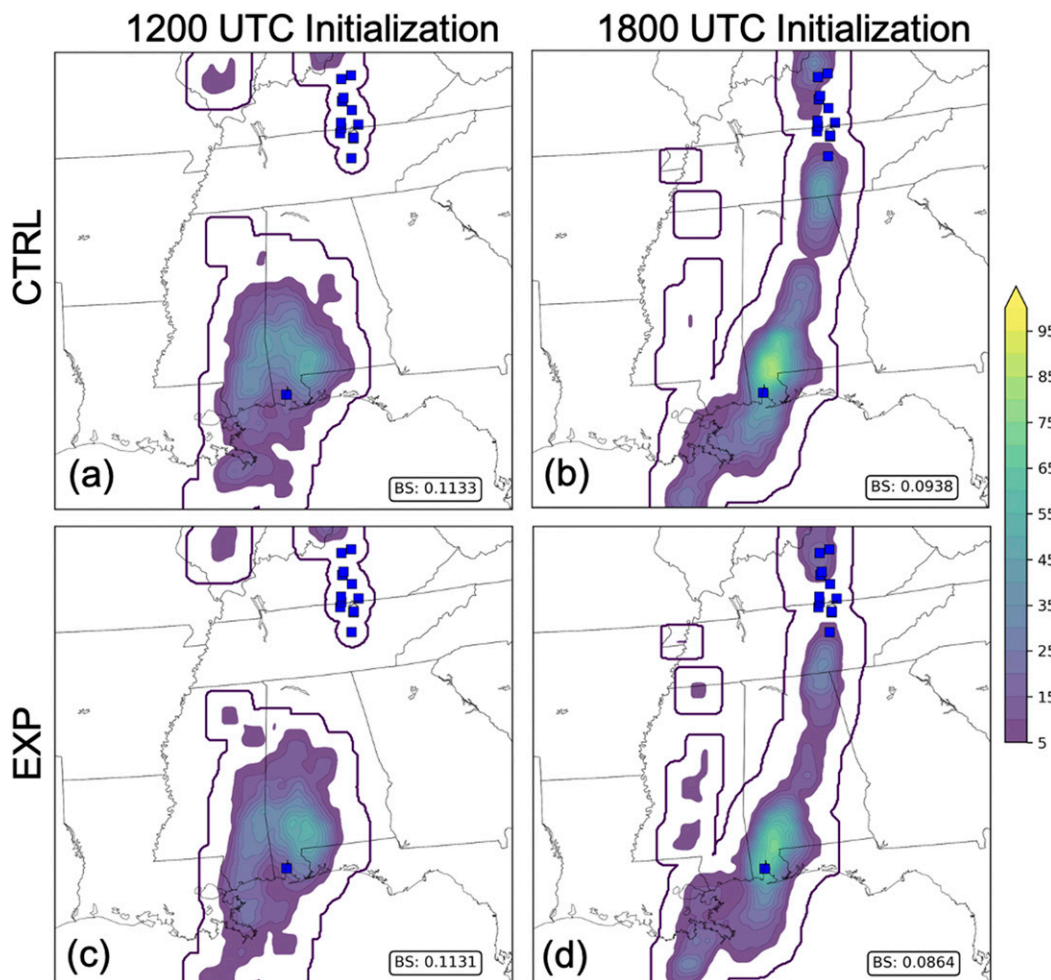 1200 UTC Initialization
1800 UTC Initialization
CTRL
(a)
BS: 0.1133
(b)
BS: 0.0938
EXP
(c)
BS: 0.1131
(d)
BS: 0.0864
95
85
75
65
55
45
35
25
15
5